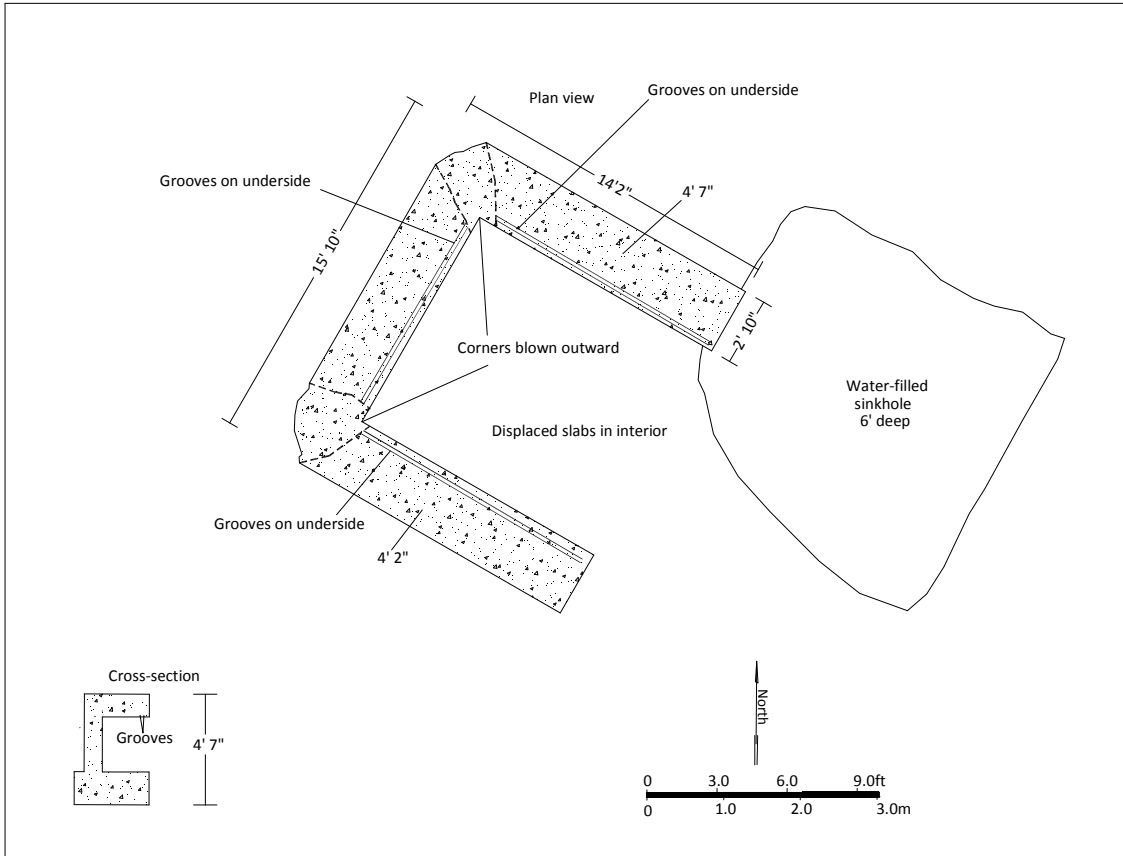 Plan view
Grooves on underside
Grooves on underside
14'2"
4' 7"
15' 10"
2' 10"
Corners blown outward
Water-filled
sinkhole
6' deep
Displaced slabs in interior
Grooves on underside
4' 2"
Cross-section
Grooves
4' 7"
North
0 3.0 6.0 9.0ft
0 1.0 2.0 3.0m